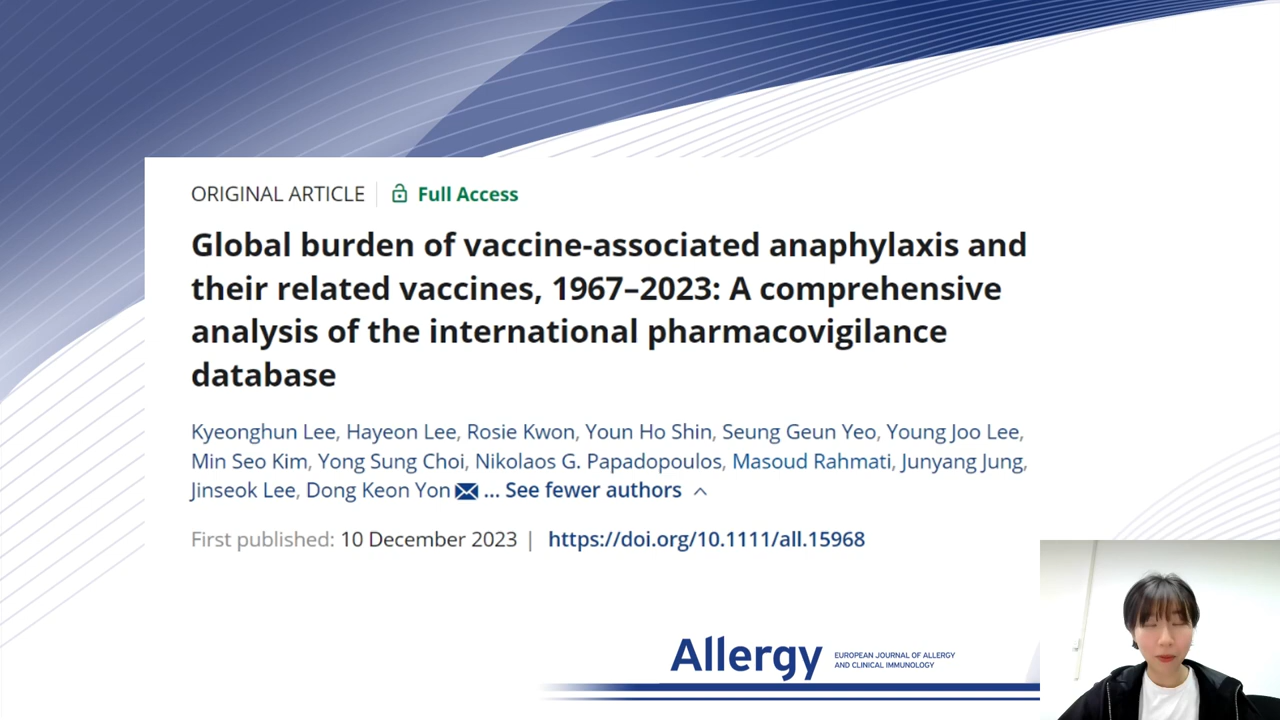 ORIGINAL ARTICLE Full Access
Global burden of vaccine-associated anaphylaxis and
their related vaccines, 1967–2023: A comprehensive
analysis of the international pharmacovigilance
database
Kyeonghun Lee, Hayeon Lee, Rosie Kwon, Youn Ho Shin, Seung Geun Yeo, Young Joo Lee,
Min Seo Kim, Yong Sung Choi, Nikolaos G. Papadopoulos, Masoud Rahmati, Junyang Jung,
Jinseok Lee, Dong Keon Yon ... See fewer authors
First published: 10 December 2023 | https://doi.org/10.1111/all.15968
Allergy
EUROPEAN JOURNAL OF ALLERGY
AND CLINICAL IMMUNOLOGY